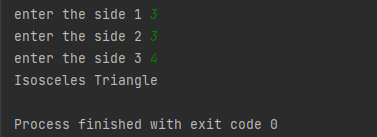 enter the side 1 3
enter the side 2 3
enter the side 3 4
Isosceles Triangle
Process finished with exit code 0